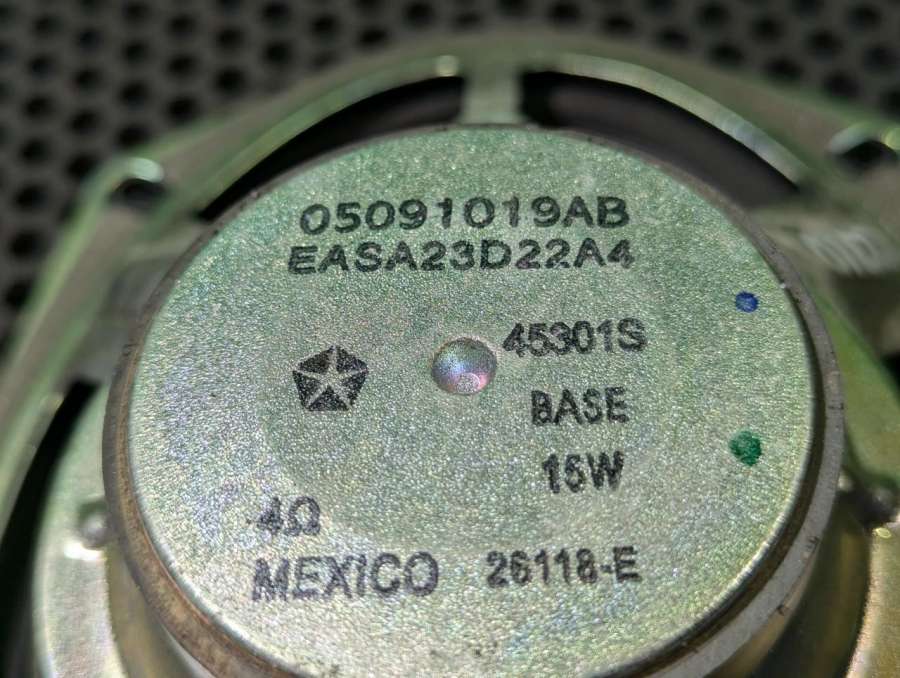 05091019AB
EASA23D22A4
45301S
BASE
15W
4Ω
MEXICO 26118-E